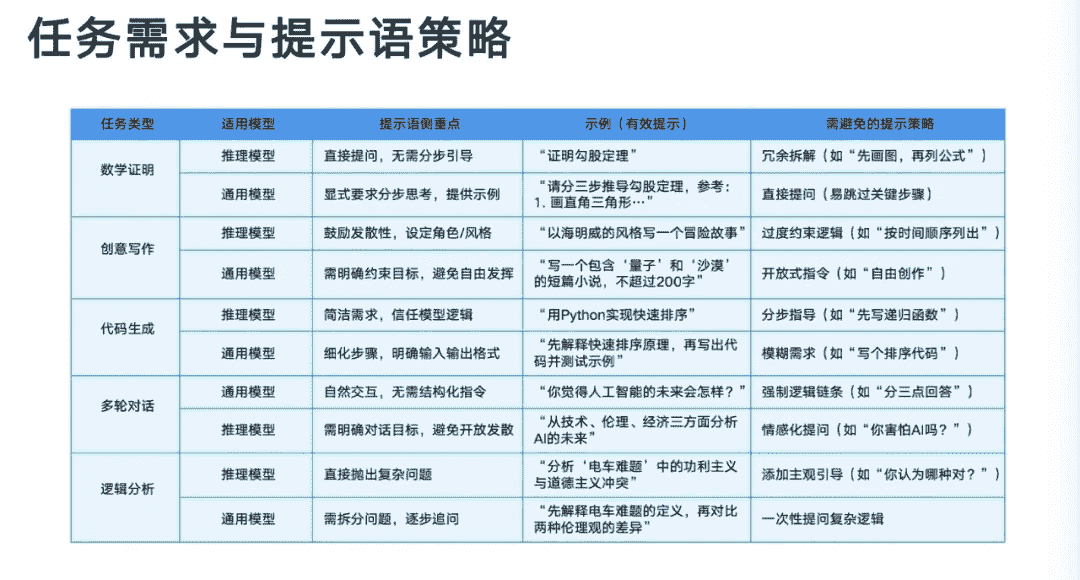 任务需求与提示语策略
任务类型 适用模型 提示语侧重点 示例（有效提示） 需避免的提示策略
数学证明
推理模型 直接提问，无需分步引导 “证明勾股定理” 冗余拆解（如“先画图，再列公式”）
通用模型 显式要求分步思考，提供示例 “请分三步推导勾股定理，参考：
1. 画直角三角形…” 直接提问（易跳过关键步骤）
创意写作
推理模型 鼓励发散性，设定角色/风格 “以海明威的风格写一个冒险故事” 过度约束逻辑（如“按时间顺序列出”）
通用模型 需明确约束目标，避免自由发挥 “写一个包含‘量子’和‘沙漠’
的短篇小说，不超过200字” 开放式指令（如“自由创作”）
代码生成
推理模型 简洁需求，信任模型逻辑 “用Python实现快速排序” 分步指导（如“先写递归函数”）
通用模型 细化步骤，明确输入输出格式 “先解释快速排序原理，再写出代
码并测试示例” 模糊需求（如“写个排序代码”）
多轮对话
通用模型 自然交互，无需结构化指令 “你觉得人工智能的未来会怎样？” 强制逻辑链条（如“分三点回答”）
推理模型 需明确对话目标，避免开放发散 “从技术、伦理、经济三方面分析
AI的未来” 情感化提问（如“你害怕AI吗？”）
逻辑分析
推理模型 直接抛出复杂问题 “分析‘电车难题’中的功利主义
与道德主义冲突” 添加主观引导（如“你认为哪种对？”）
通用模型 需拆分问题，逐步追问 “先解释电车难题的定义，再对比
两种伦理观的差异” 一次性提问复杂逻辑